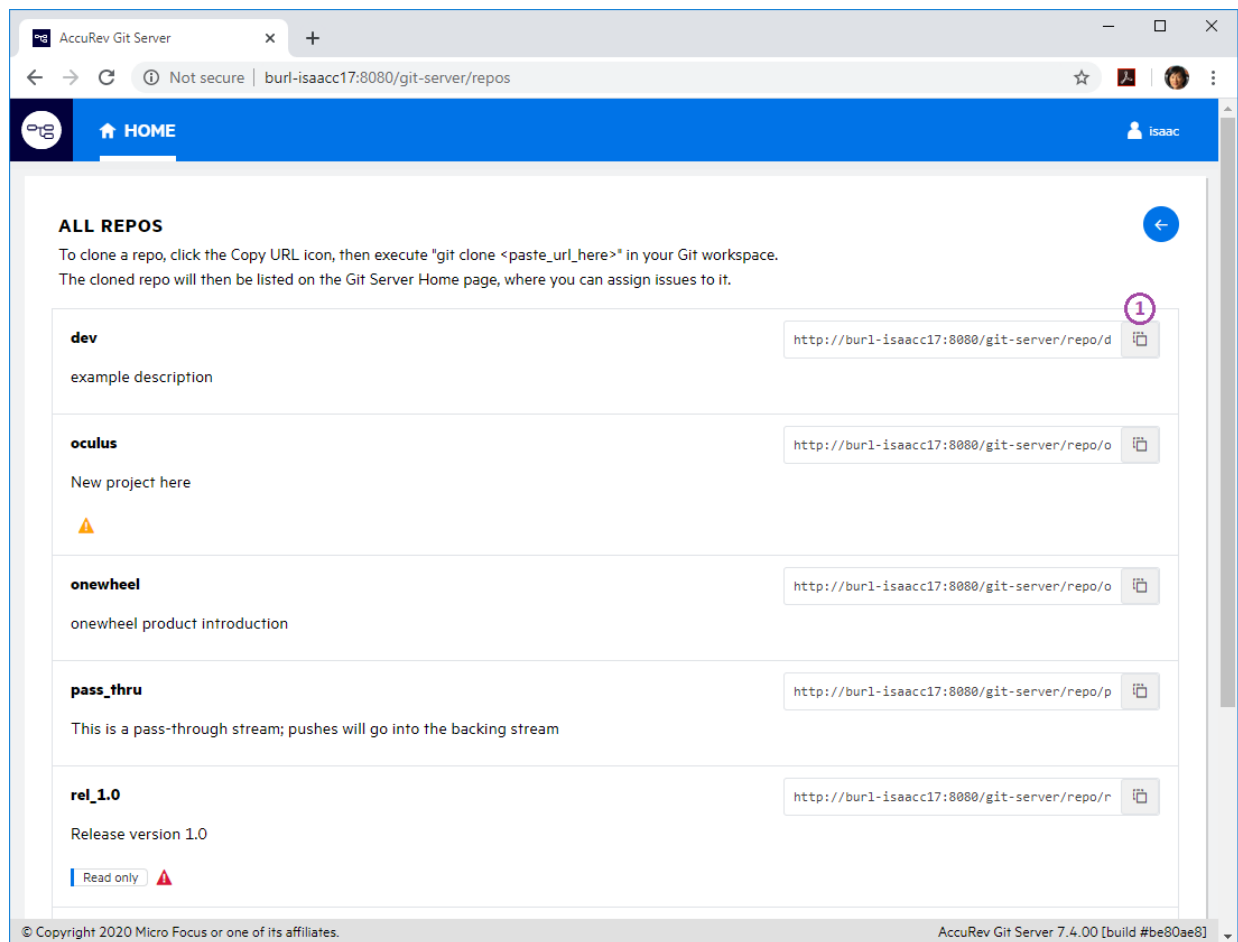 AccuRev Git Server
Not secure | burl-isaacc17:8080/git-server/repos
HOME
isaac
ALL REPOS
To clone a repo, click the Copy URL icon, then execute "git clone <paste_url_here>" in your Git workspace.
The cloned repo will then be listed on the Git Server Home page, where you can assign issues to it.
1
dev
http://burl-isaacc17:8080/git-server/repo/d
example description
oculus
http://burl-isaacc17:8080/git-server/repo/o
New project here
onewheel
http://burl-isaacc17:8080/git-server/repo/o
onewheel product introduction
pass_thru
http://burl-isaacc17:8080/git-server/repo/p
This is a pass-through stream; pushes will go into the backing stream
rel_1.0
http://burl-isaacc17:8080/git-server/repo/r
Release version 1.0
Read only
© Copyright 2020 Micro Focus or one of its affiliates.
AccuRev Git Server 7.4.00 [build #be80ae8]